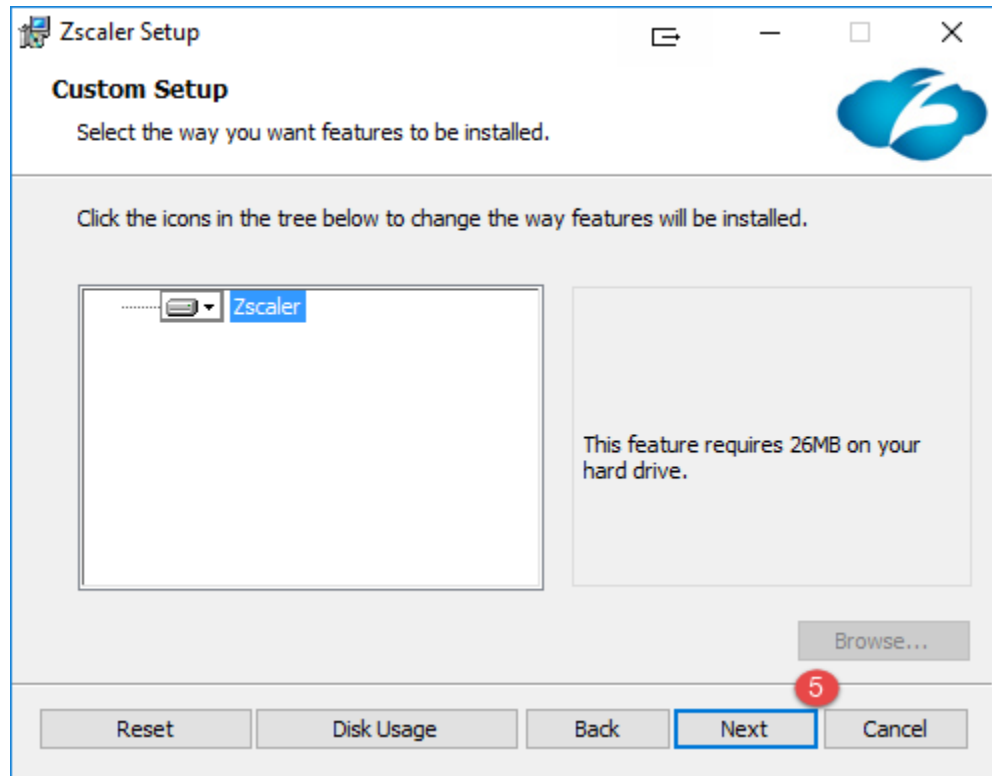 Zscaler Setup
Custom Setup
Select the way you want features to be installed.
Click the icons in the tree below to change the way features will be installed.
Zscaler
This feature requires 26MB on your
hard drive.
Browse...
5
Reset Disk Usage Back Next Cancel